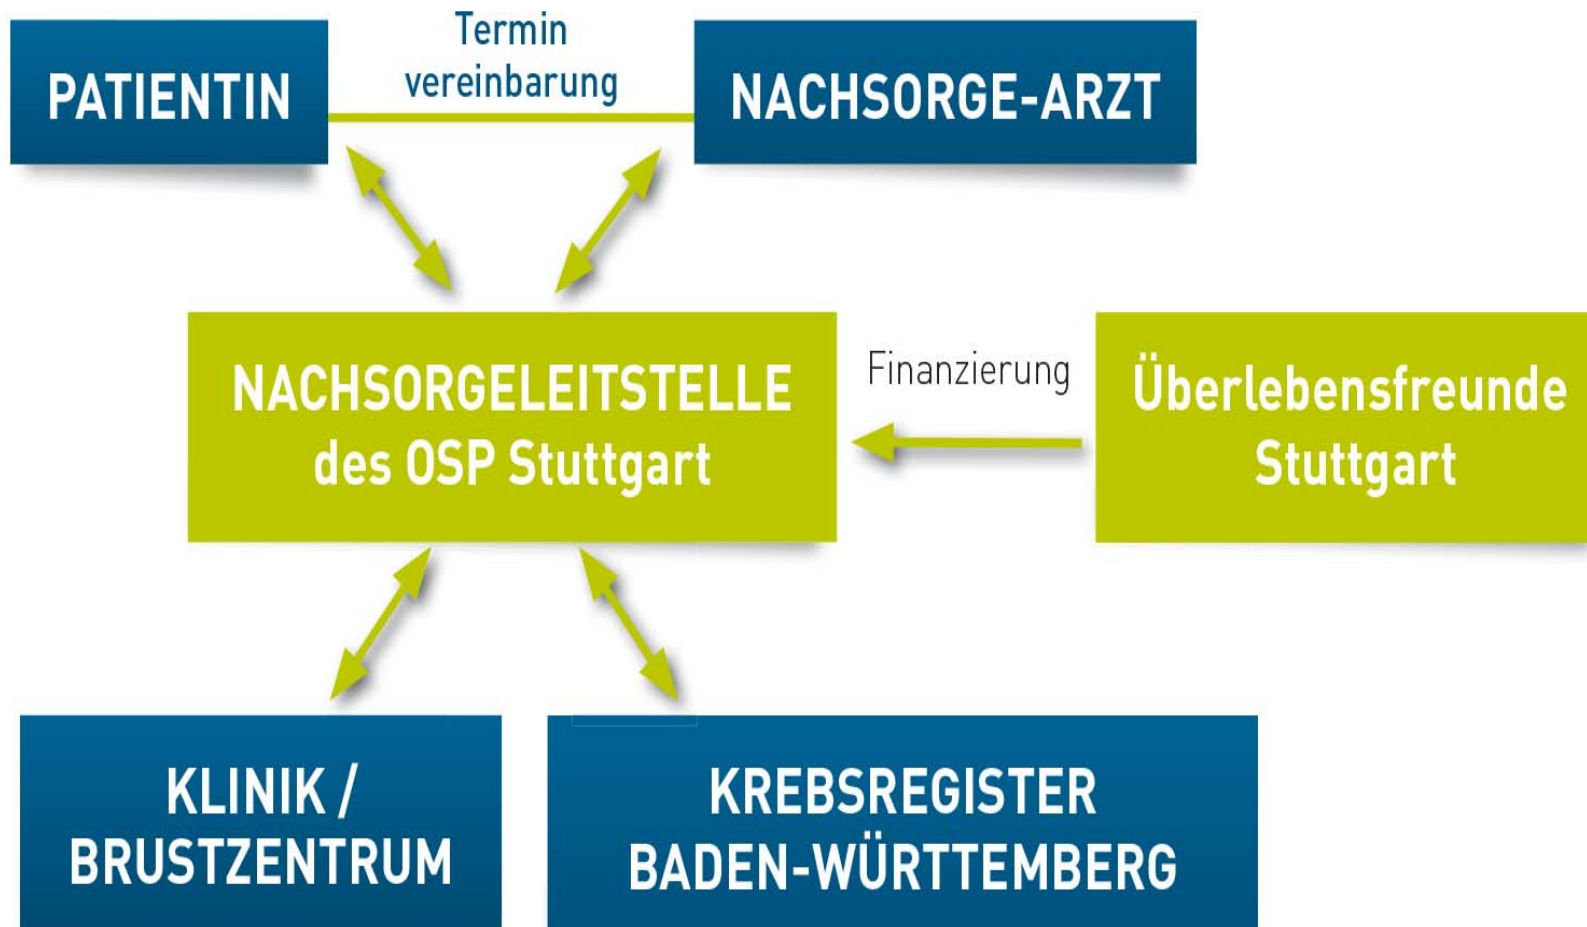 PATIENTIN
Termin
vereinbarung
NACHSORGE-ARZT
NACHSORGELEITSTELLE
des OSP Stuttgart
Finanzierung
Überlebensfreunde
Stuttgart
KLINIK /
BRUSTZENTRUM
KREBSREGISTER
BADEN-WÜRTTEMBERG